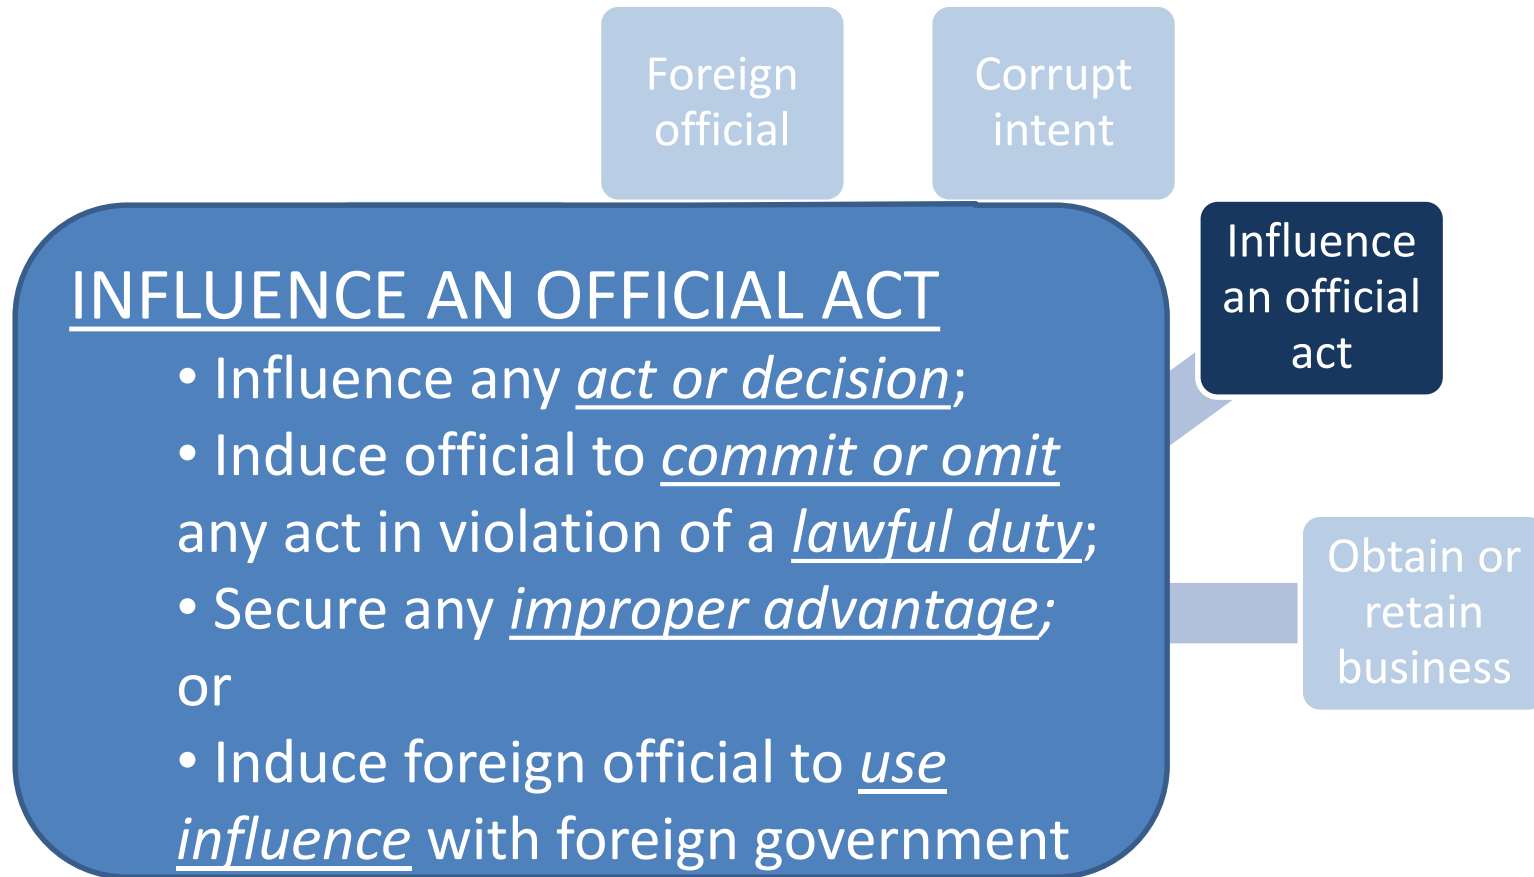 Foreign
official
Corrupt
intent
Influence
an official
act
INFLUENCE AN OFFICIAL ACT
• Influence any act or decision;
• Induce official to commit or omit
any act in violation of a lawful duty;
• Secure any improper advantage;
or
• Induce foreign official to use
influence with foreign government
Obtain or
retain
business